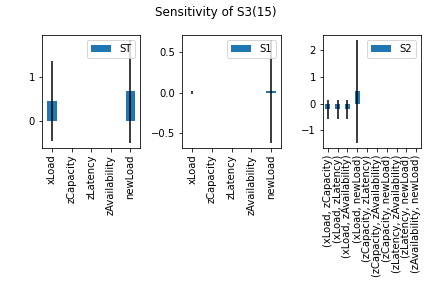 Sensitivity of S3(15)
ST
1
0
xLoad
zCapacity
zLatency
zAvailability
newLoad
S1
0.5
0.0
−0.5
xLoad
zCapacity
zLatency
zAvailability
newLoad
S2
2
1
0
−1
(xLoad, zCapacity)
(xLoad, zLatency)
(xLoad, zAvailability)
(xLoad, newLoad)
(zCapacity, zLatency)
(zCapacity, zAvailability)
(zCapacity, newLoad)
(zLatency, zAvailability)
(zLatency, newLoad)
(zAvailability, newLoad)